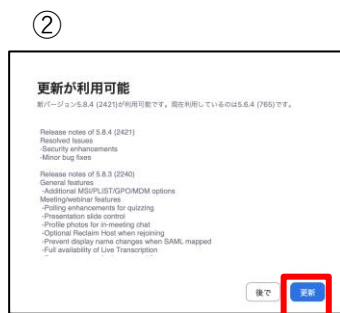 ②
更新が利用可能
新バージョン5.8.4 (2421)が利用可能です。現在利用しているのは5.6.4 (765)です。
Release notes of 5.8.4 (2421)
Resolved Issues
-Security enhancements
-Minor bug fixes
Release notes of 5.8.3 (2240)
General features
-Additional MSI/PLIST/GPO/MDM options
Meeting/webinar features
-Polling enhancements for quizzing
-Presentation slide control
-Profile photos for in-meeting chat
-Optional Reclaim Host when rejoining
-Prevent display name changes when SAML mapped
-Full availability of Live Transcription
後で
更新